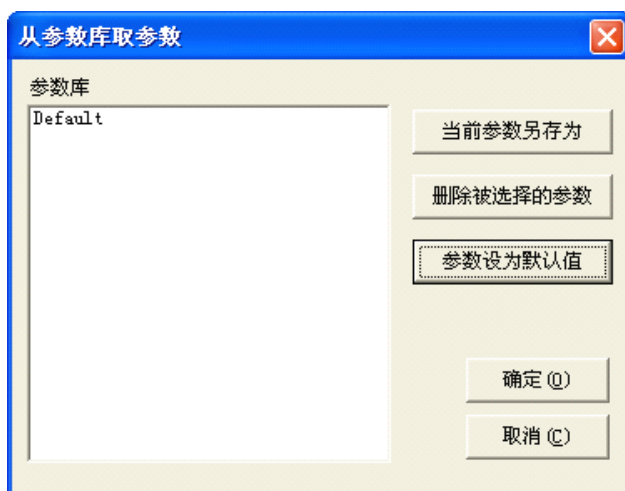 从参数库取参数
参数库
Default
当前参数另存为
删除被选择的参数
参数设为默认值
确定(O)
取消(C)